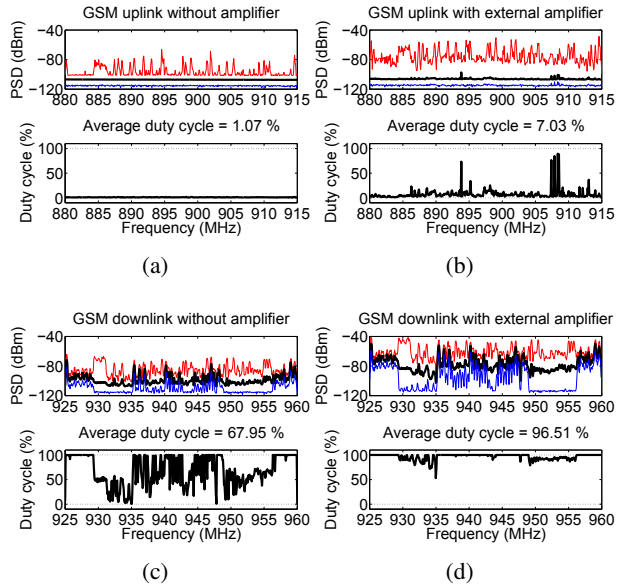 GSM uplink without amplifier
PSD (dBm)
−40
−80
−120
880 885 890 895 900 905 910 915
Average duty cycle = 1.07 %
Duty cycle (%)
100
50
0
880 885 890 895 900 905 910 915
Frequency (MHz)
(a)
GSM uplink with external amplifier
PSD (dBm)
−40
−80
−120
880 885 890 895 900 905 910 915
Average duty cycle = 7.03 %
Duty cycle (%)
100
50
0
880 885 890 895 900 905 910 915
Frequency (MHz)
(b)
GSM downlink without amplifier
PSD (dBm)
−40
−80
−120
925 930 935 940 945 950 955 960
Average duty cycle = 67.95 %
Duty cycle (%)
100
50
0
925 930 935 940 945 950 955 960
Frequency (MHz)
(c)
GSM downlink with external amplifier
PSD (dBm)
−40
−80
−120
925 930 935 940 945 950 955 960
Average duty cycle = 96.51 %
Duty cycle (%)
100
50
0
925 930 935 940 945 950 955 960
Frequency (MHz)
(d)